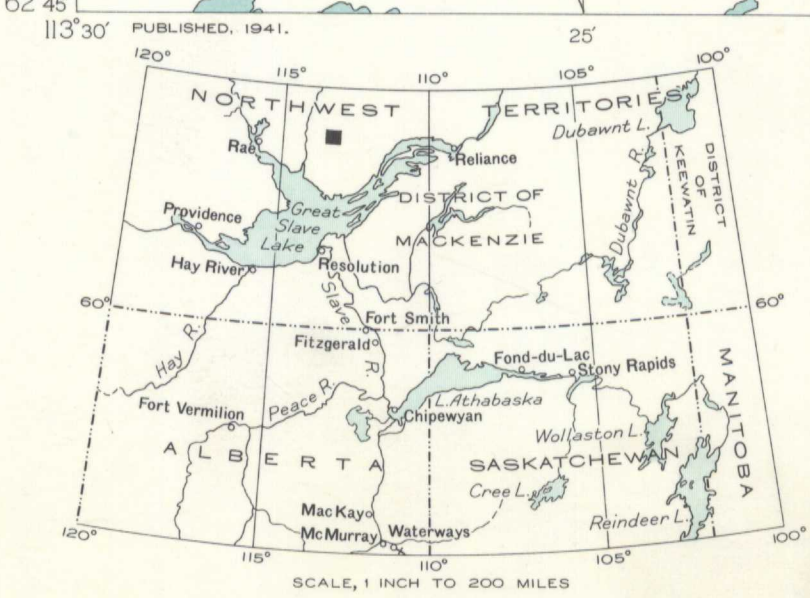 62°45'
113°30' PUBLISHED, 1941. 25'
120° 115° 110° 105° 100°
NORTHWEST TERRITORIES
Dubawnt L.
Rae
Reliance
DISTRICT OF KEEWATIN
Dubawnt R.
Providence
Great Slave Lake
DISTRICT OF MACKENZIE
Hay River
Resolution
Slave R.
60° 60°
Fort Smith
Hay R.
Fitzgerald
Fond-du-Lac
Stony Rapids
MANITOBA
Fort Vermilion
Peace R.
L. Athabaska
Chipewyan
Wollaston L.
ALBERTA
SASKATCHEWAN
Cree L.
MacKay
McMurray
Waterways
Reindeer L.
120° 115° 110° 105° 100°
SCALE, 1 INCH TO 200 MILES